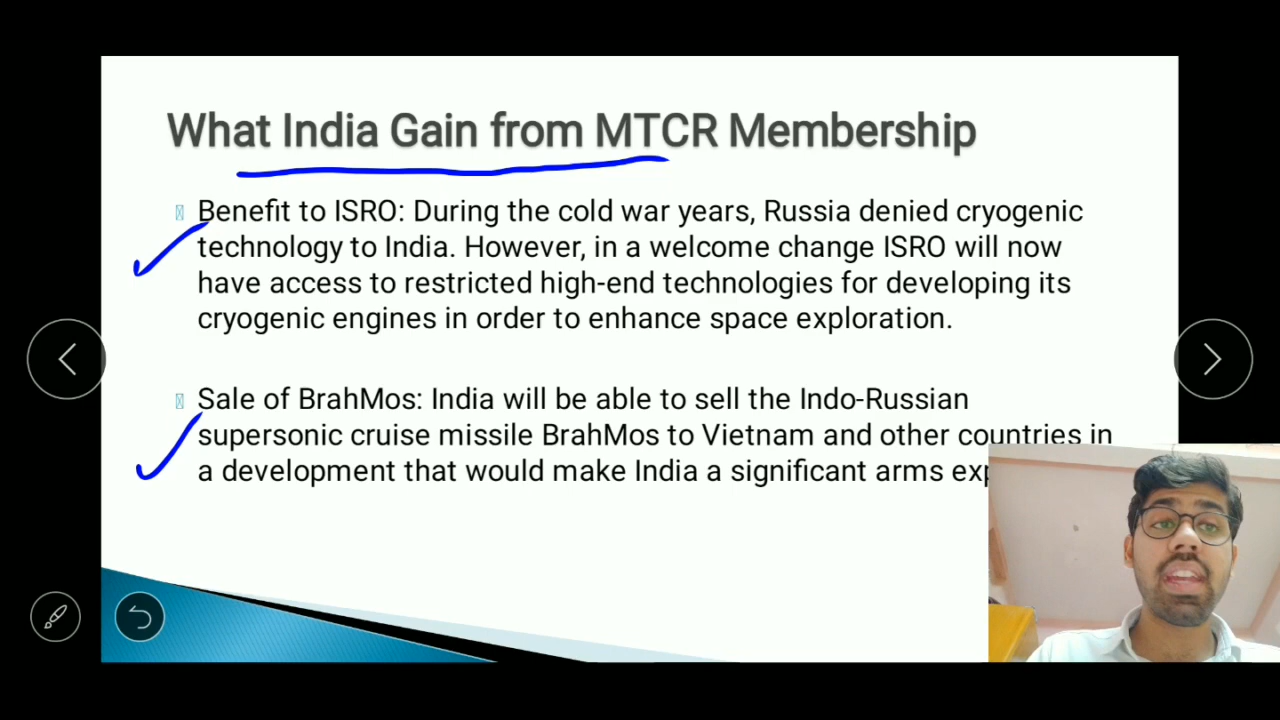 What India Gain from MTCR Membership
Benefit to ISRO: During the cold war years, Russia denied cryogenic
technology to India. However, in a welcome change ISRO will now
have access to restricted high-end technologies for developing its
cryogenic engines in order to enhance space exploration.
Sale of BrahMos: India will be able to sell the Indo-Russian
supersonic cruise missile BrahMos to Vietnam and other countries in
a development that would make India a significant arms